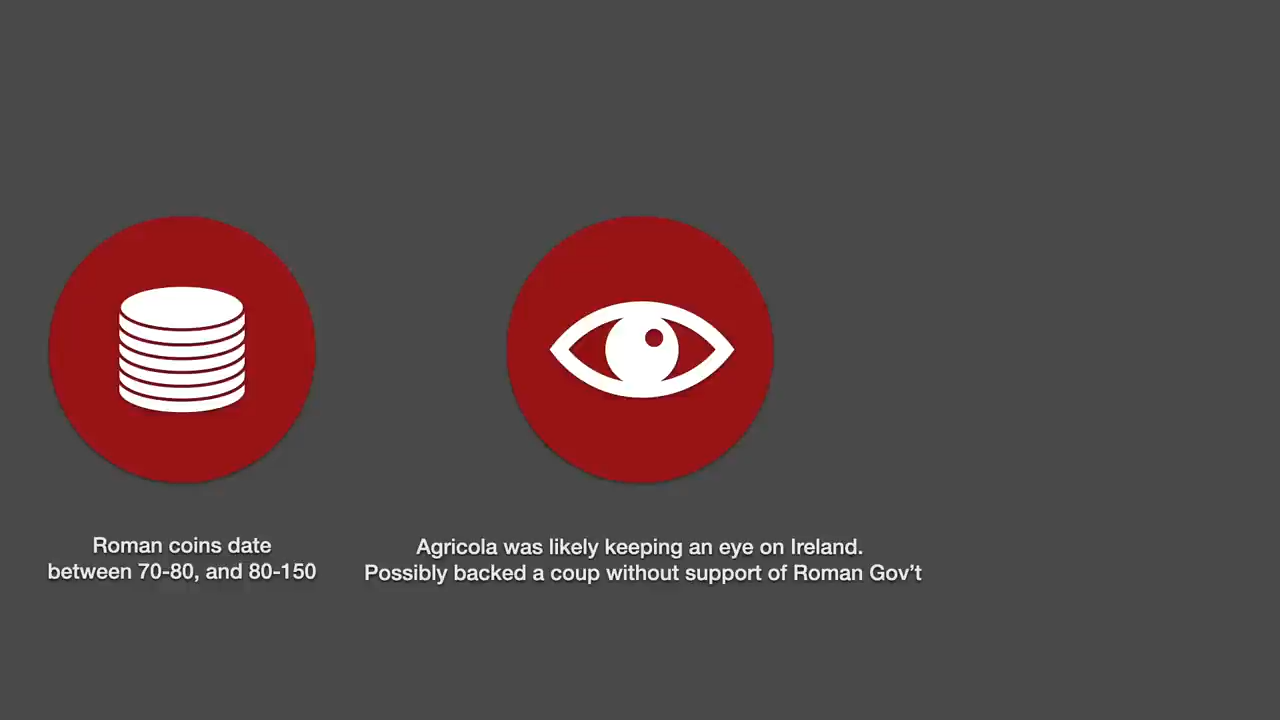 Roman coins date
between 70-80, and 80-150
Agricola was likely keeping an eye on Ireland.
Possibly backed a coup without support of Roman Gov’t